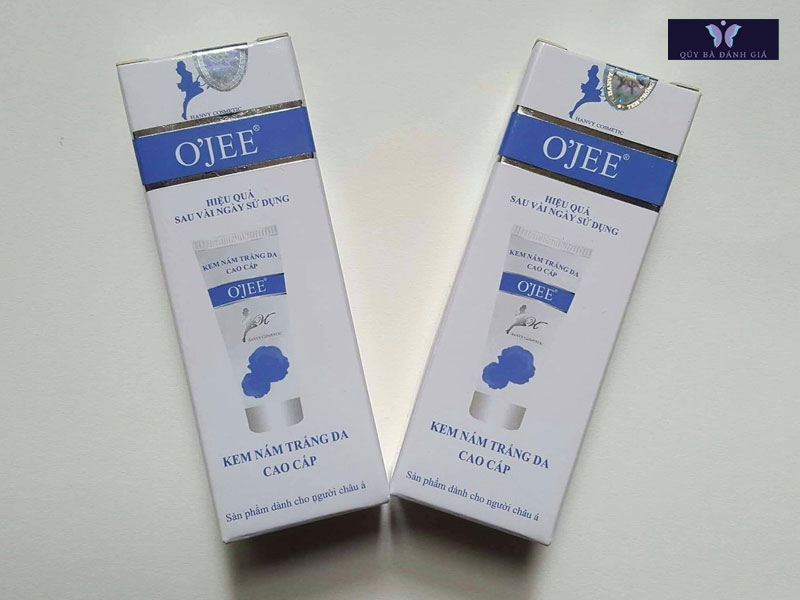 QÚY BÀ ĐÁNH GIÁ
HANVY COSMETIC
O'JEE®
HIỆU QUẢ
SAU VÀI NGÀY SỬ DỤNG
KEM NÁM TRẮNG DA
CAO CẤP
O'JEE®
HANVY COSMETIC
KEM NÁM TRẮNG DA
CAO CẤP
Sản phẩm dành cho người châu á
HANVY COSMETIC
O'JEE®
HIỆU QUẢ
SAU VÀI NGÀY SỬ DỤNG
KEM NÁM TRẮNG DA
CAO CẤP
O'JEE®
HANVY COSMETIC
KEM NÁM TRẮNG DA
CAO CẤP
Sản phẩm dành cho người châu á